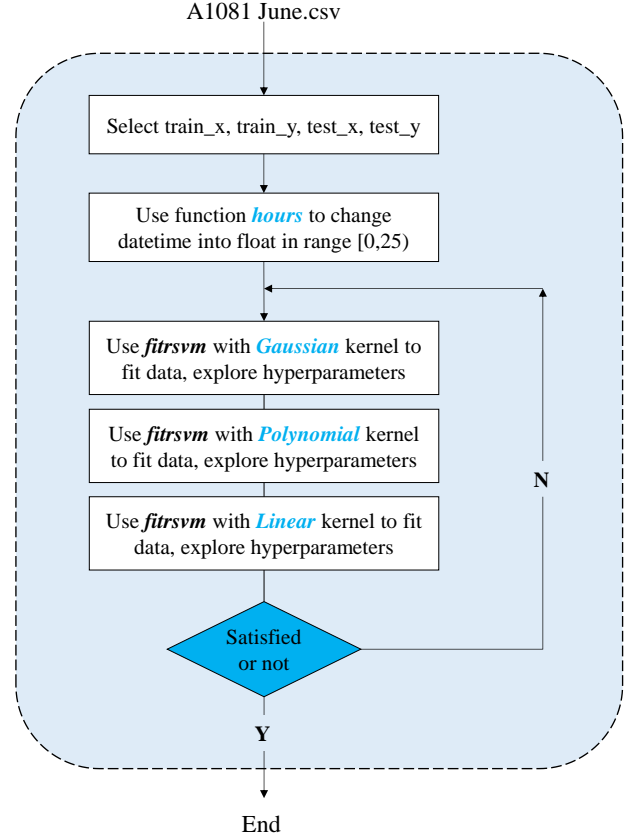 A1081 June.csv
Select train_x, train_y, test_x, test_y
Use function hours to change
datetime into float in range [0,25)
Use fitrsvm with Gaussian kernel to
fit data, explore hyperparameters
Use fitrsvm with Polynomial kernel
to fit data, explore hyperparameters
Use fitrsvm with Linear kernel to fit
data, explore hyperparameters
N
Satisfied
or not
Y
End